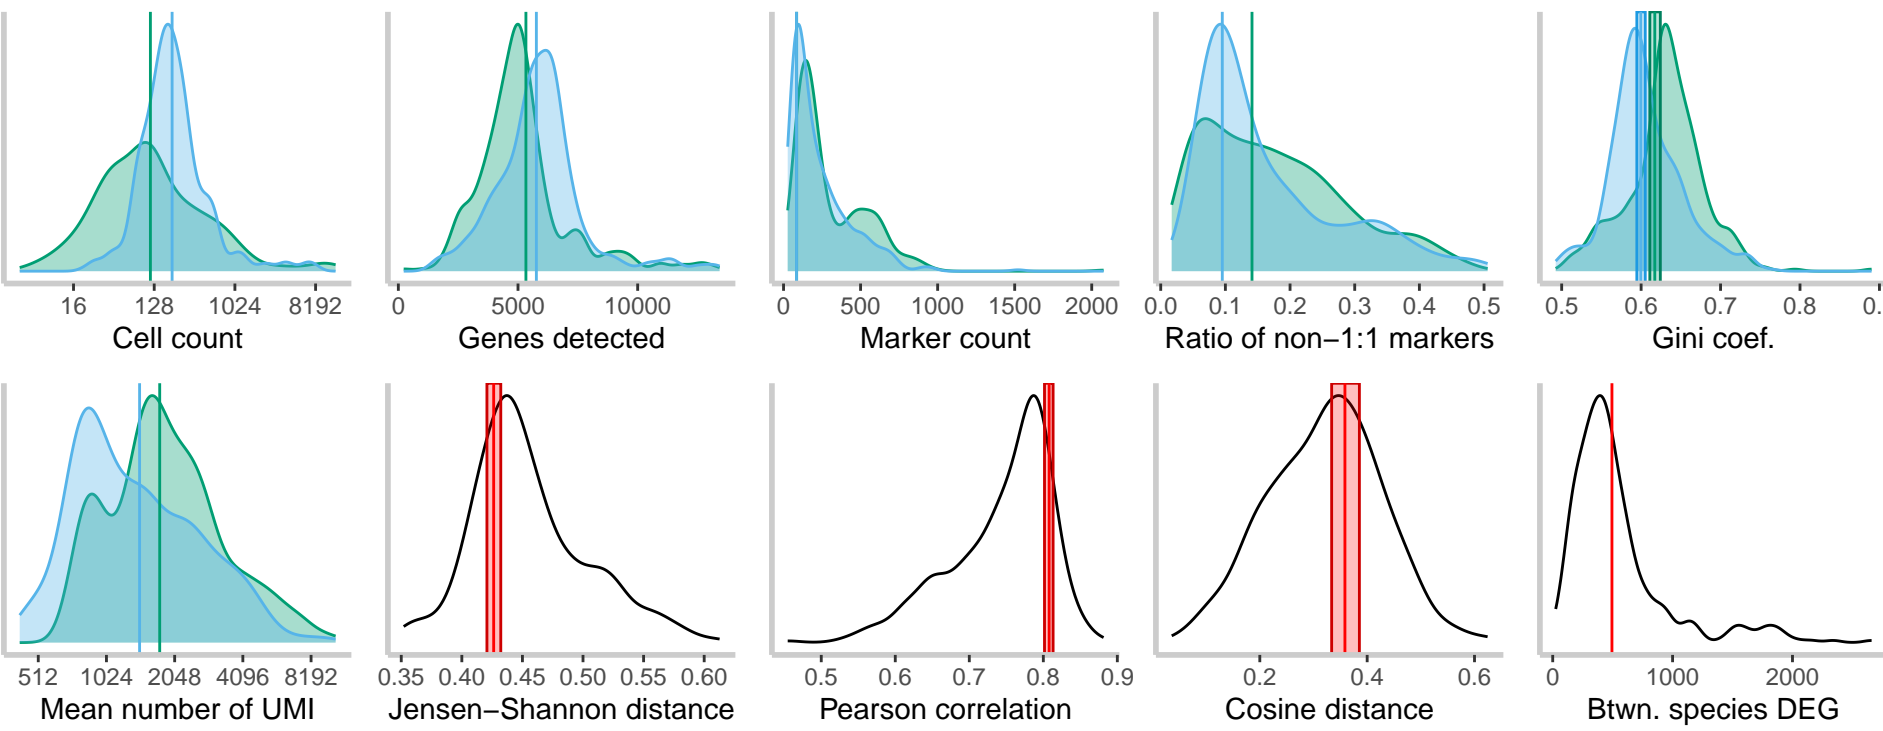 16 128 1024 8192
Cell count
0 5000 10000
Genes detected
0 500 1000 1500 2000
Marker count
0.0 0.1 0.2 0.3 0.4 0.5
Ratio of non−1:1 markers
0.5 0.6 0.7 0.8 0.
Gini coef.
512 1024 2048 4096 8192
Mean number of UMI
0.35 0.40 0.45 0.50 0.55 0.60
Jensen−Shannon distance
0.5 0.6 0.7 0.8 0.9
Pearson correlation
0.2 0.4 0.6
Cosine distance
0 1000 2000
Btwn. species DEG